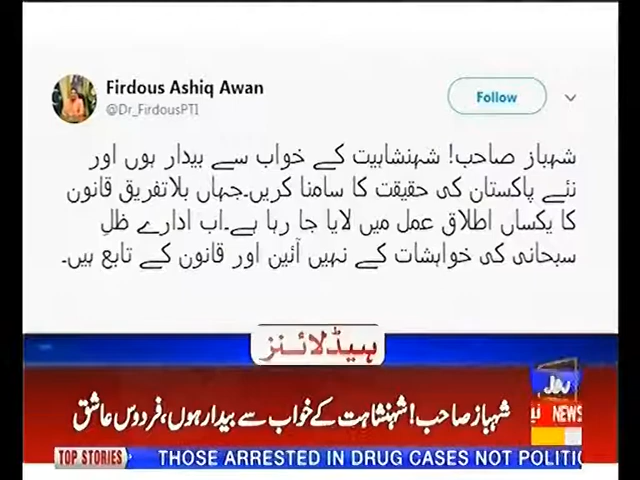 Firdous Ashiq Awan
@Dr_FirdousPTI
Follow
شہباز صاحب! شہنشاہیت کے خواب سے بیدار ہوں اور
نئے پاکستان کی حقیقت کا سامنا کریں۔جہاں بلاتفریق قانون
کا یکساں اطلاق عمل میں لایا جا رہا ہے۔اب ادارے ظلِ
سبحانی کی خواہشات کے نہیں آئین اور قانون کے تابع ہیں۔
ہیڈلائنز
شہباز صاحب! شہنشاہت کے خواب سے بیدار ہوں، فردوس عاشق
NEWS
TOP STORIES
THOSE ARRESTED IN DRUG CASES NOT POLITIC